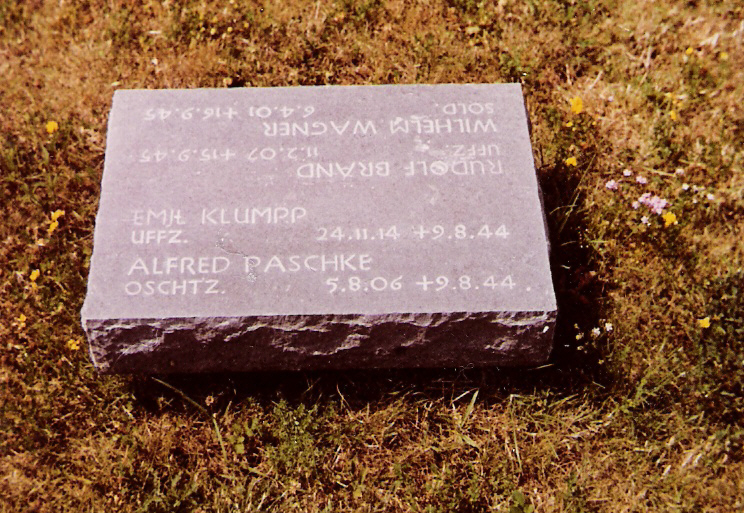 EMIL KLUMPP
UFFZ. 24.11.14 +9.8.44
ALFRED PASCHKE
OSCHTZ. 5.8.06 +9.8.44.
RUDOLF BRAND
UFFZ. 11.2.07 +15.9.45
WILHELM WAGNER
SOLD. 6.4.01 +16.9.45